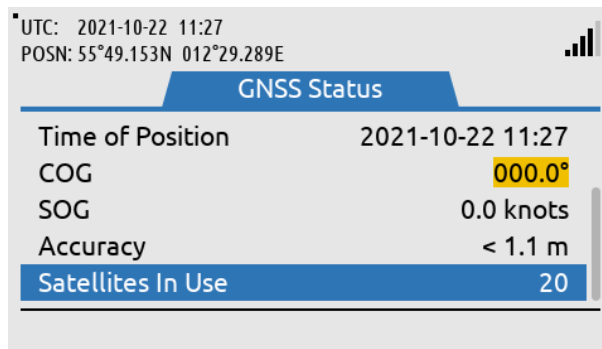 UTC: 2021-10-22 11:27
POSN: 55°49.153N 012°29.289E
GNSS Status
Time of Position 2021-10-22 11:27
COG 000.0°
SOG 0.0 knots
Accuracy < 1.1 m
Satellites In Use 20